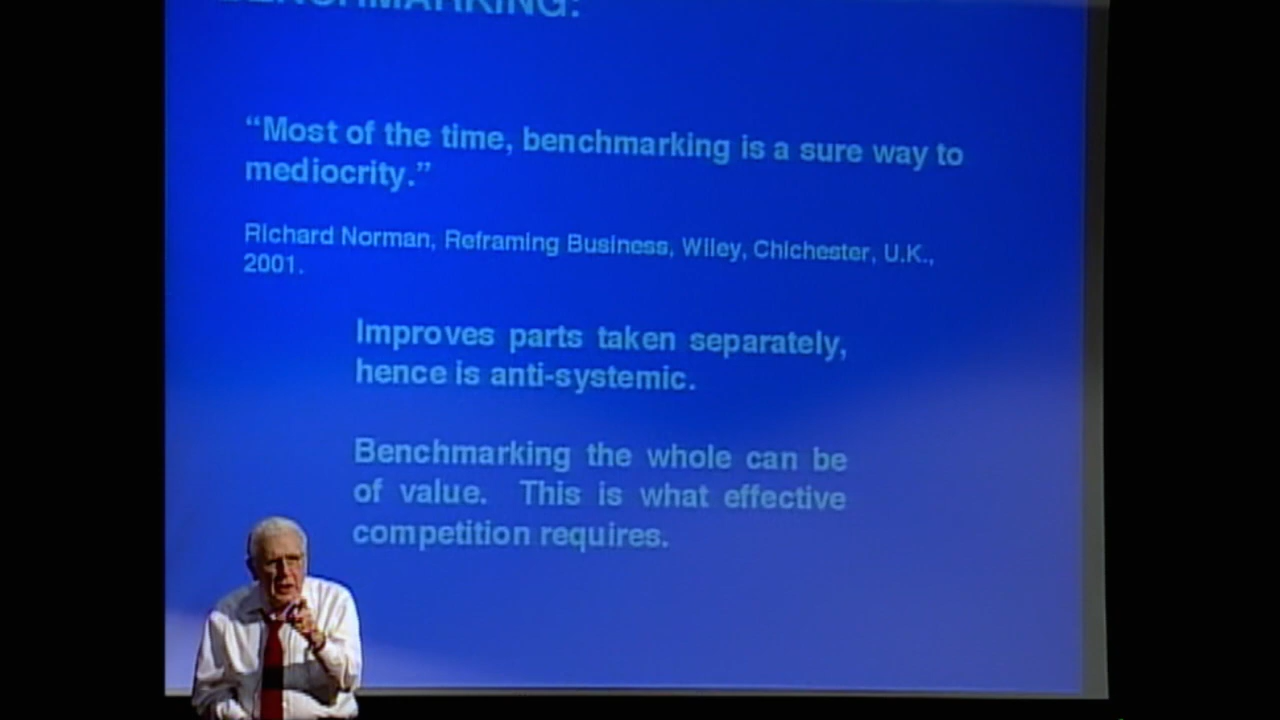 BENCHMARKING:
“Most of the time, benchmarking is a sure way to
mediocrity.”
Richard Norman, Reframing Business, Wiley, Chichester, U.K.,
2001.
Improves parts taken separately,
hence is anti-systemic.
Benchmarking the whole can be
of value. This is what effective
competition requires.